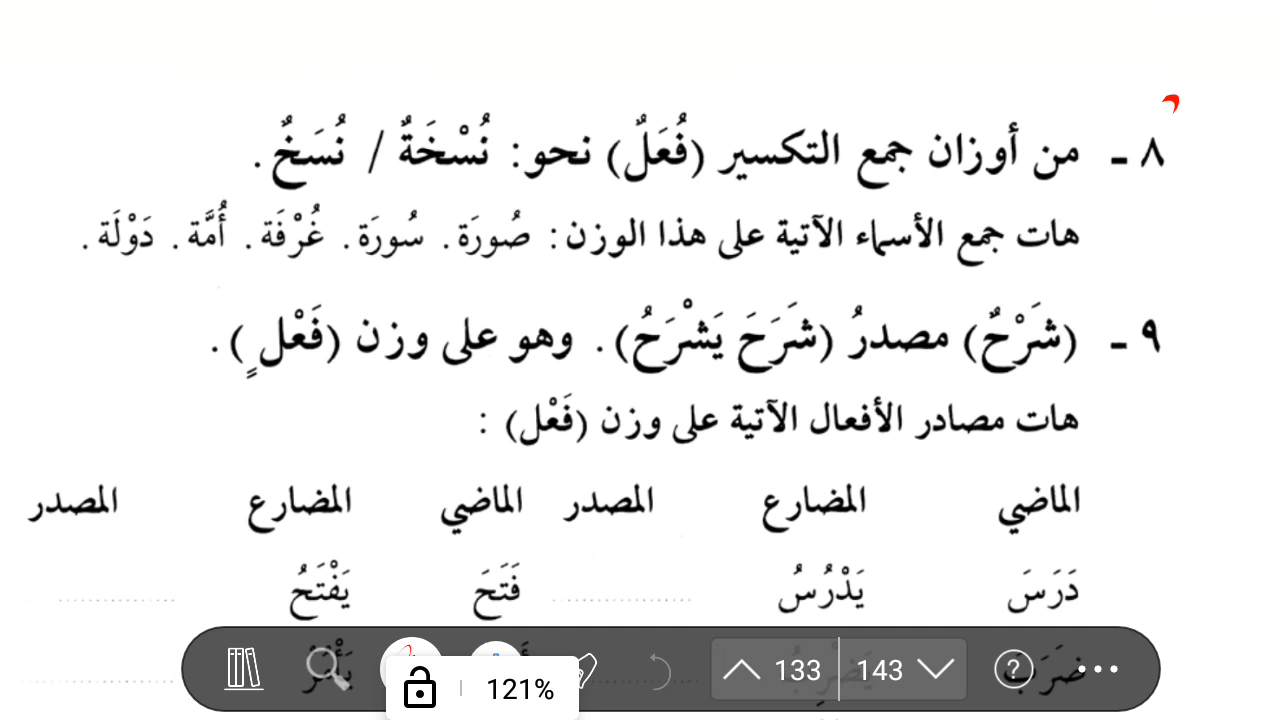 ٨ ـ من أوزان جمع التكسير (فُعَلٌ) نحو: نُسْخَةٌ / نُسَخٌ .
هات جمع الأسماء الآتية على هذا الوزن: صُورَة . سُورَة . غُرْفَة . أُمَّة . دَوْلَة .
٩ ـ (شَرْحٌ) مصدرُ (شَرَحَ يَشْرَحُ) . وهو على وزن (فَعْلٍ) .
هات مصادر الأفعال الآتية على وزن (فَعْل) :
الماضي المضارع المصدر الماضي المضارع المصدر
دَرَسَ يَدْرُسُ .................. فَتَحَ يَفْتَحُ ..................
ضَرَبَ يَضْرِبُ
133 143 ?
121%